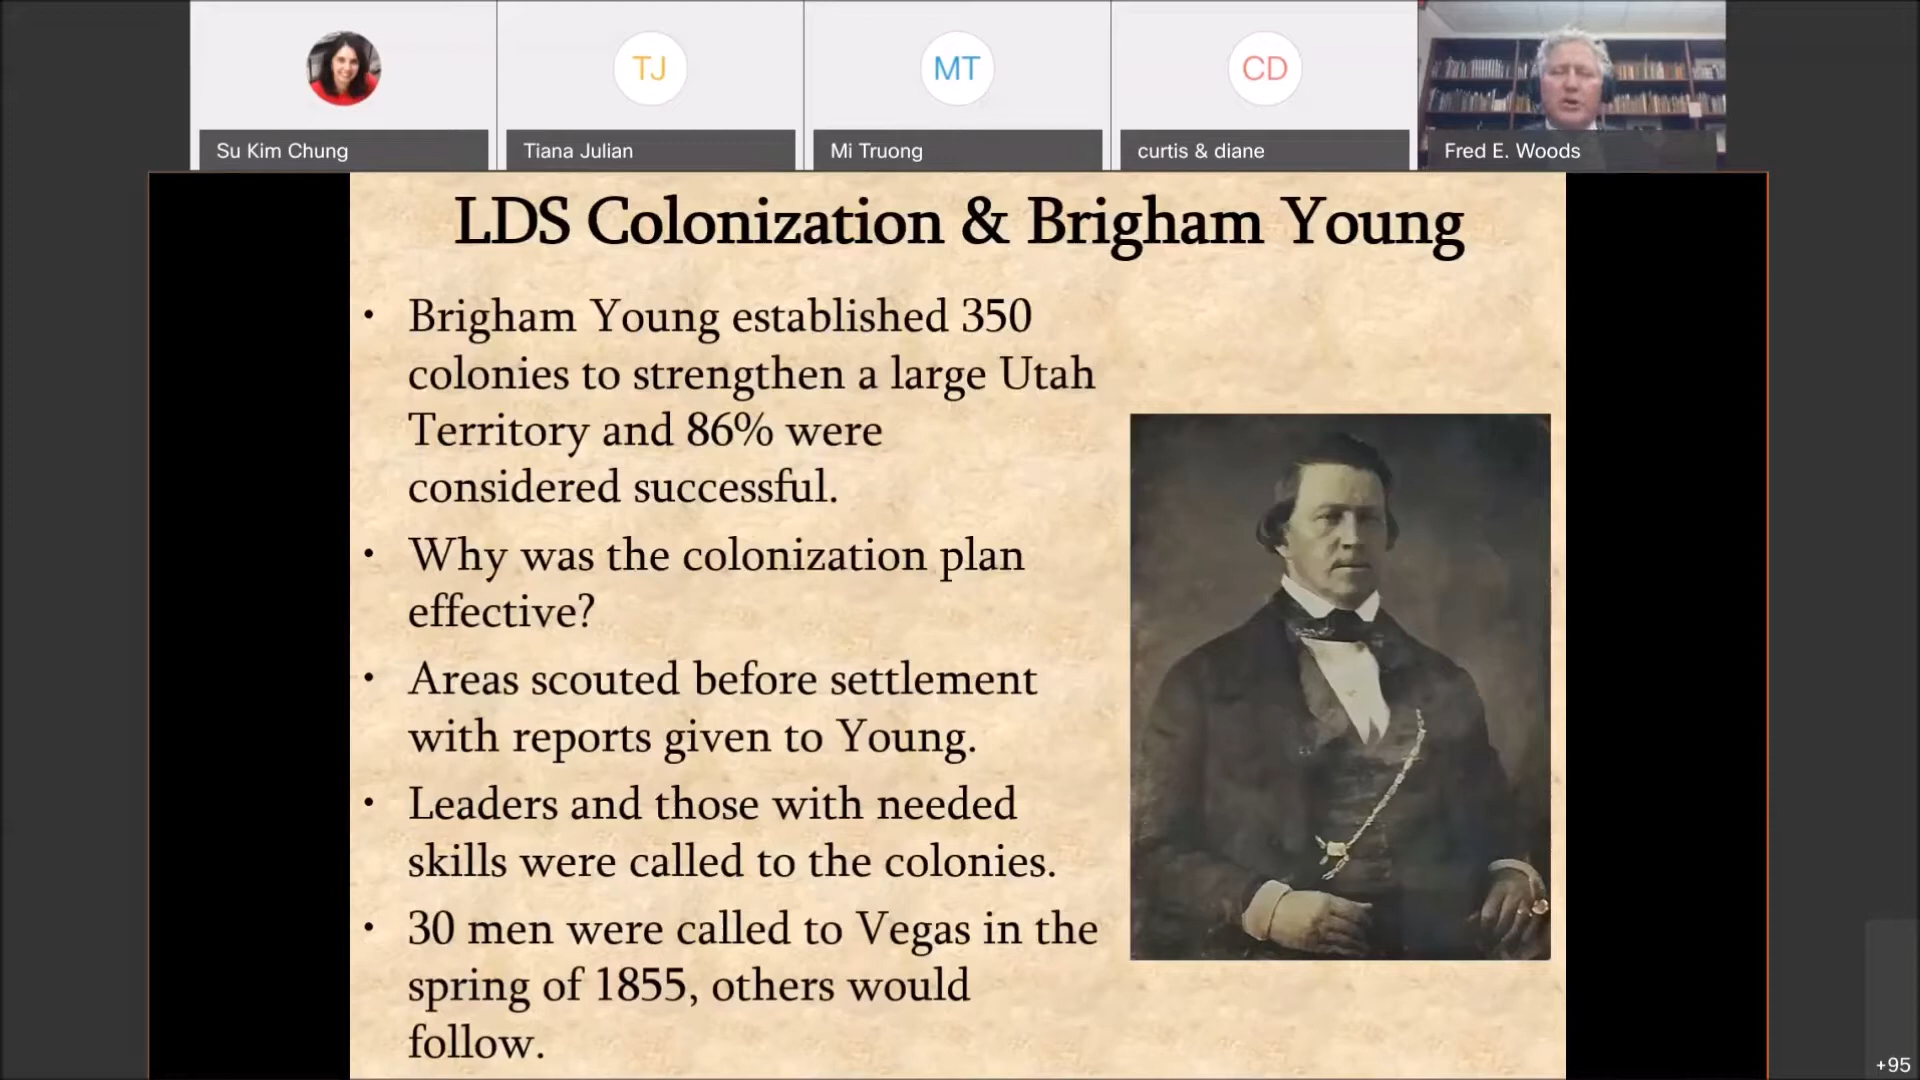 TJ
MT
CD
Su Kim Chung
Tiana Julian
Mi Truong
curtis & diane
Fred E. Woods
LDS Colonization & Brigham Young
• Brigham Young established 350
colonies to strengthen a large Utah
Territory and 86% were
considered successful.
• Why was the colonization plan
effective?
• Areas scouted before settlement
with reports given to Young.
• Leaders and those with needed
skills were called to the colonies.
• 30 men were called to Vegas in the
spring of 1855, others would
follow.
+95